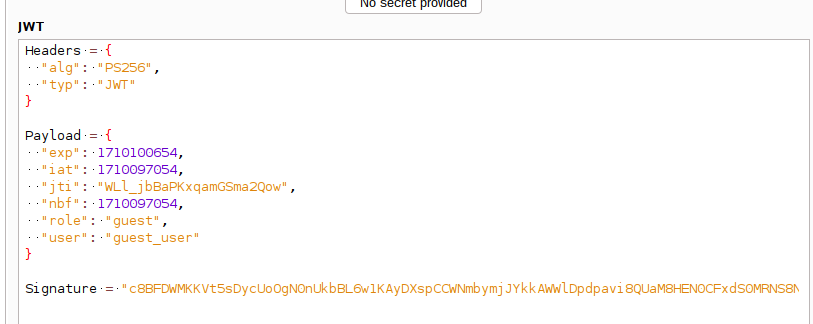 No secret provided
JWT
Headers = {
  "alg": "PS256",
  "typ": "JWT"
}
Payload = {
  "exp": 1710100654,
  "iat": 1710097054,
  "jti": "WLl_jbBaPKxqamGSma2Qow",
  "nbf": 1710097054,
  "role": "guest",
  "user": "guest_user"
}
Signature = "c8BFDWMKKVt5sDycUoOgNOnUkbBL6w1KAyDXspCCWNmbymjJYkkAWWlDpdpavi8QUaM8HENOCFxdSOMRNS8N